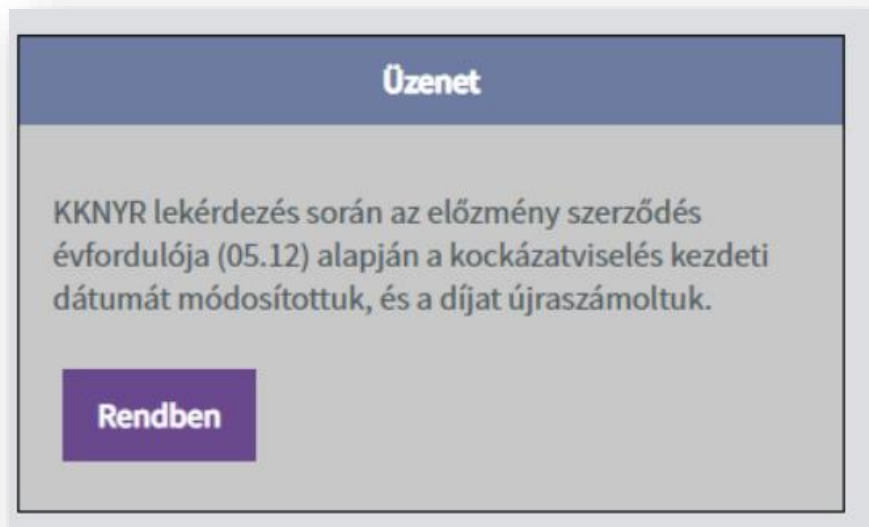 Üzenet
KKNYR lekérdezés során az előzmény szerződés
évfordulója (05.12) alapján a kockázatviselés kezdeti
dátumát módosítottuk, és a díjat újraszámoltuk.
Rendben